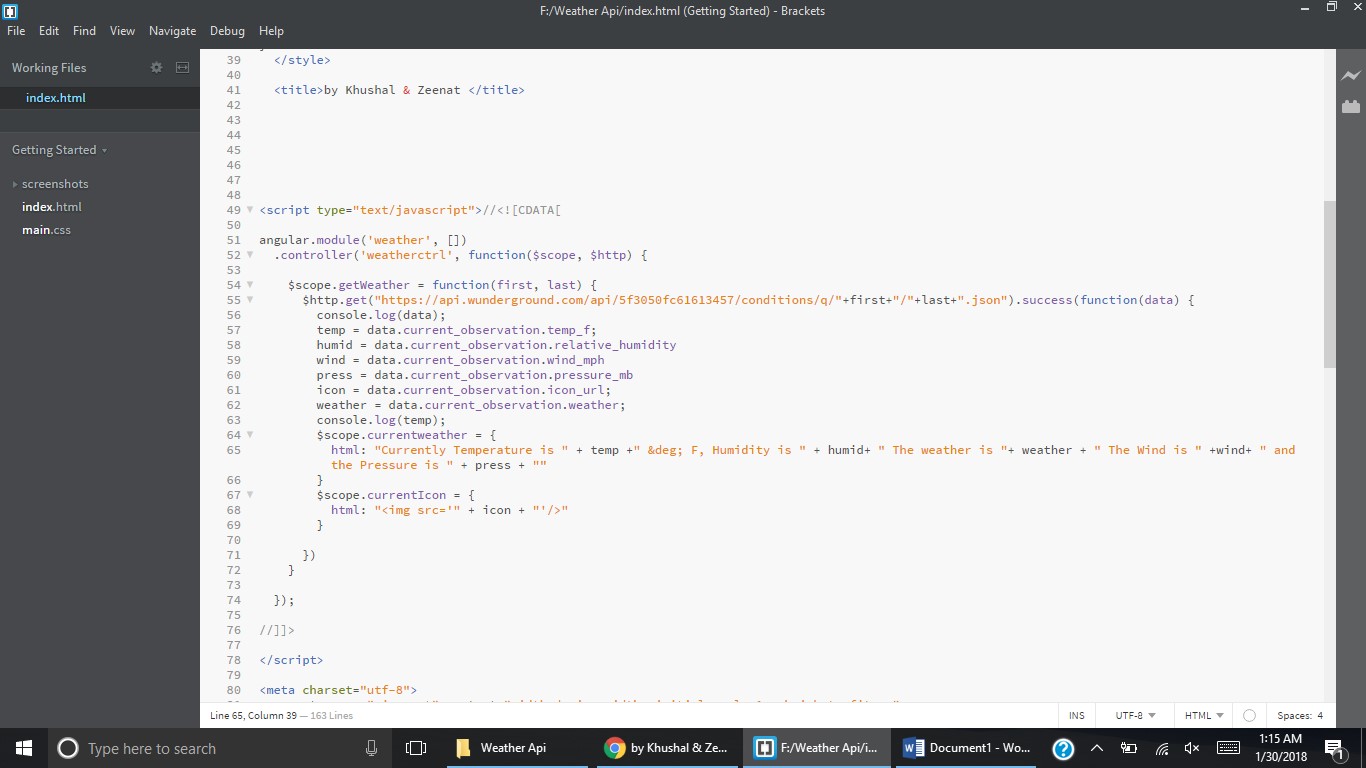 F:/Weather Api/index.html (Getting Started) - Brackets
File Edit Find View Navigate Debug Help
Working Files
index.html
Getting Started
screenshots
index.html
main.css
39 </style>
40
41 <title>by Khushal & Zeenat </title>
42
43
44
45
46
47
48
49 <script type="text/javascript">//<![CDATA[
50
51 angular.module('weather', [])
52 .controller('weatherctrl', function($scope, $http) {
53
54 $scope.getWeather = function(first, last) {
55 $http.get("https://api.wunderground.com/api/5f3050fc61613457/conditions/q/"+first+"/"+last+".json").success(function(data) {
56 console.log(data);
57 temp = data.current_observation.temp_f;
58 humid = data.current_observation.relative_humidity
59 wind = data.current_observation.wind_mph
60 press = data.current_observation.pressure_mb
61 icon = data.current_observation.icon_url;
62 weather = data.current_observation.weather;
63 console.log(temp);
64 $scope.currentweather = {
65 html: "Currently Temperature is " + temp +" &deg; F, Humidity is " + humid+ " The weather is "+ weather + " The Wind is " +wind+ " and
the Pressure is " + press + ""
66 }
67 $scope.currentIcon = {
68 html: "<img src='" + icon + "'/>"
69 }
70
71 })
72 }
73
74 });
75
76 //]]>
77
78 </script>
79
80 <meta charset="utf-8">
Line 65, Column 39 — 163 Lines
INS UTF-8 HTML Spaces: 4
Type here to search
Weather Api
by Khushal & Ze...
F:/Weather Api/i...
Document1 - Wo...
1:15 AM
1/30/2018
1